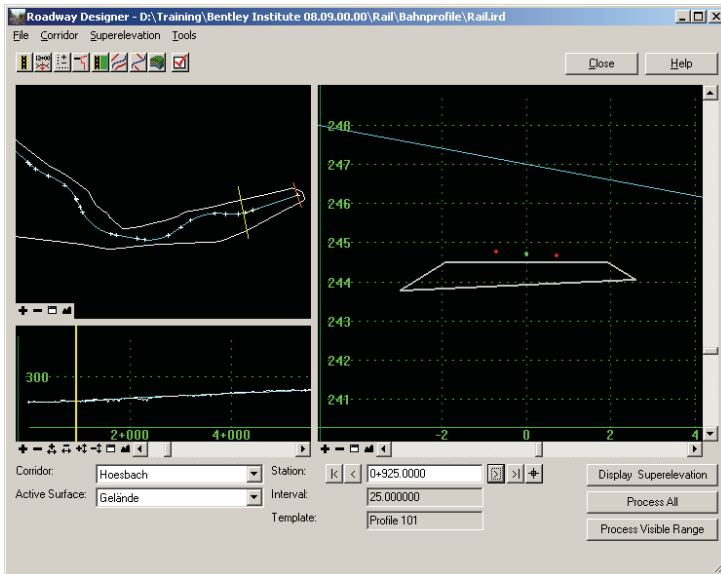 Roadway Designer - D:\Training\Bentley Institute 08.09.00.00\Rail\Bahnprofile\Rail.ird
File Corridor Superelevation Tools
12+00
Close
Help
248
247
246
245
244
243
242
241
-2
0
2
4
300
2+000
4+000
Corridor:
Hoesbach
Active Surface:
Gelände
Station:
0+925.0000
Interval:
25.000000
Template:
Profile 101
Display Superelevation
Process All
Process Visible Range